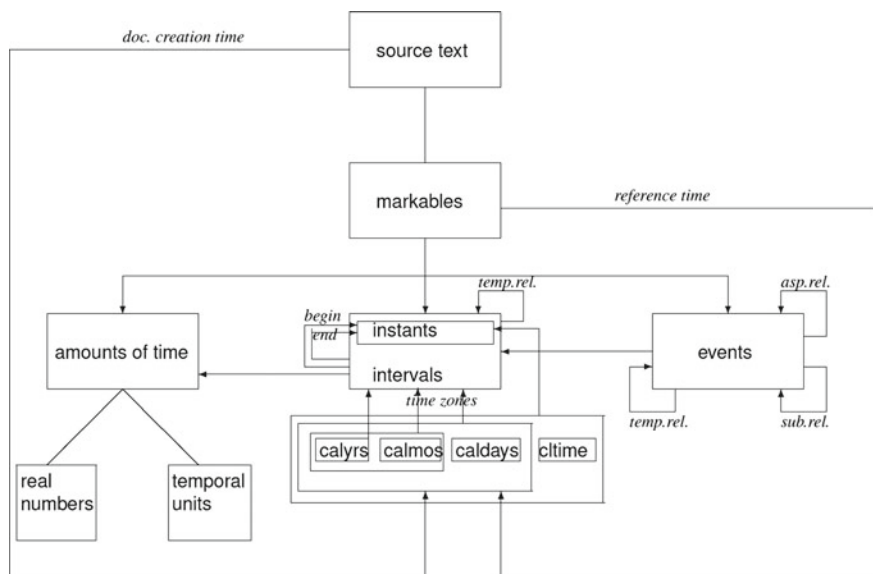 doc. creation time
source text
markables
reference time
temp.rel.
asp.rel.
begin
end
instants
amounts of time
intervals
events
time zones
temp.rel.
sub.rel.
calyrs
calmos
caldays
cltime
real
numbers
temporal
units